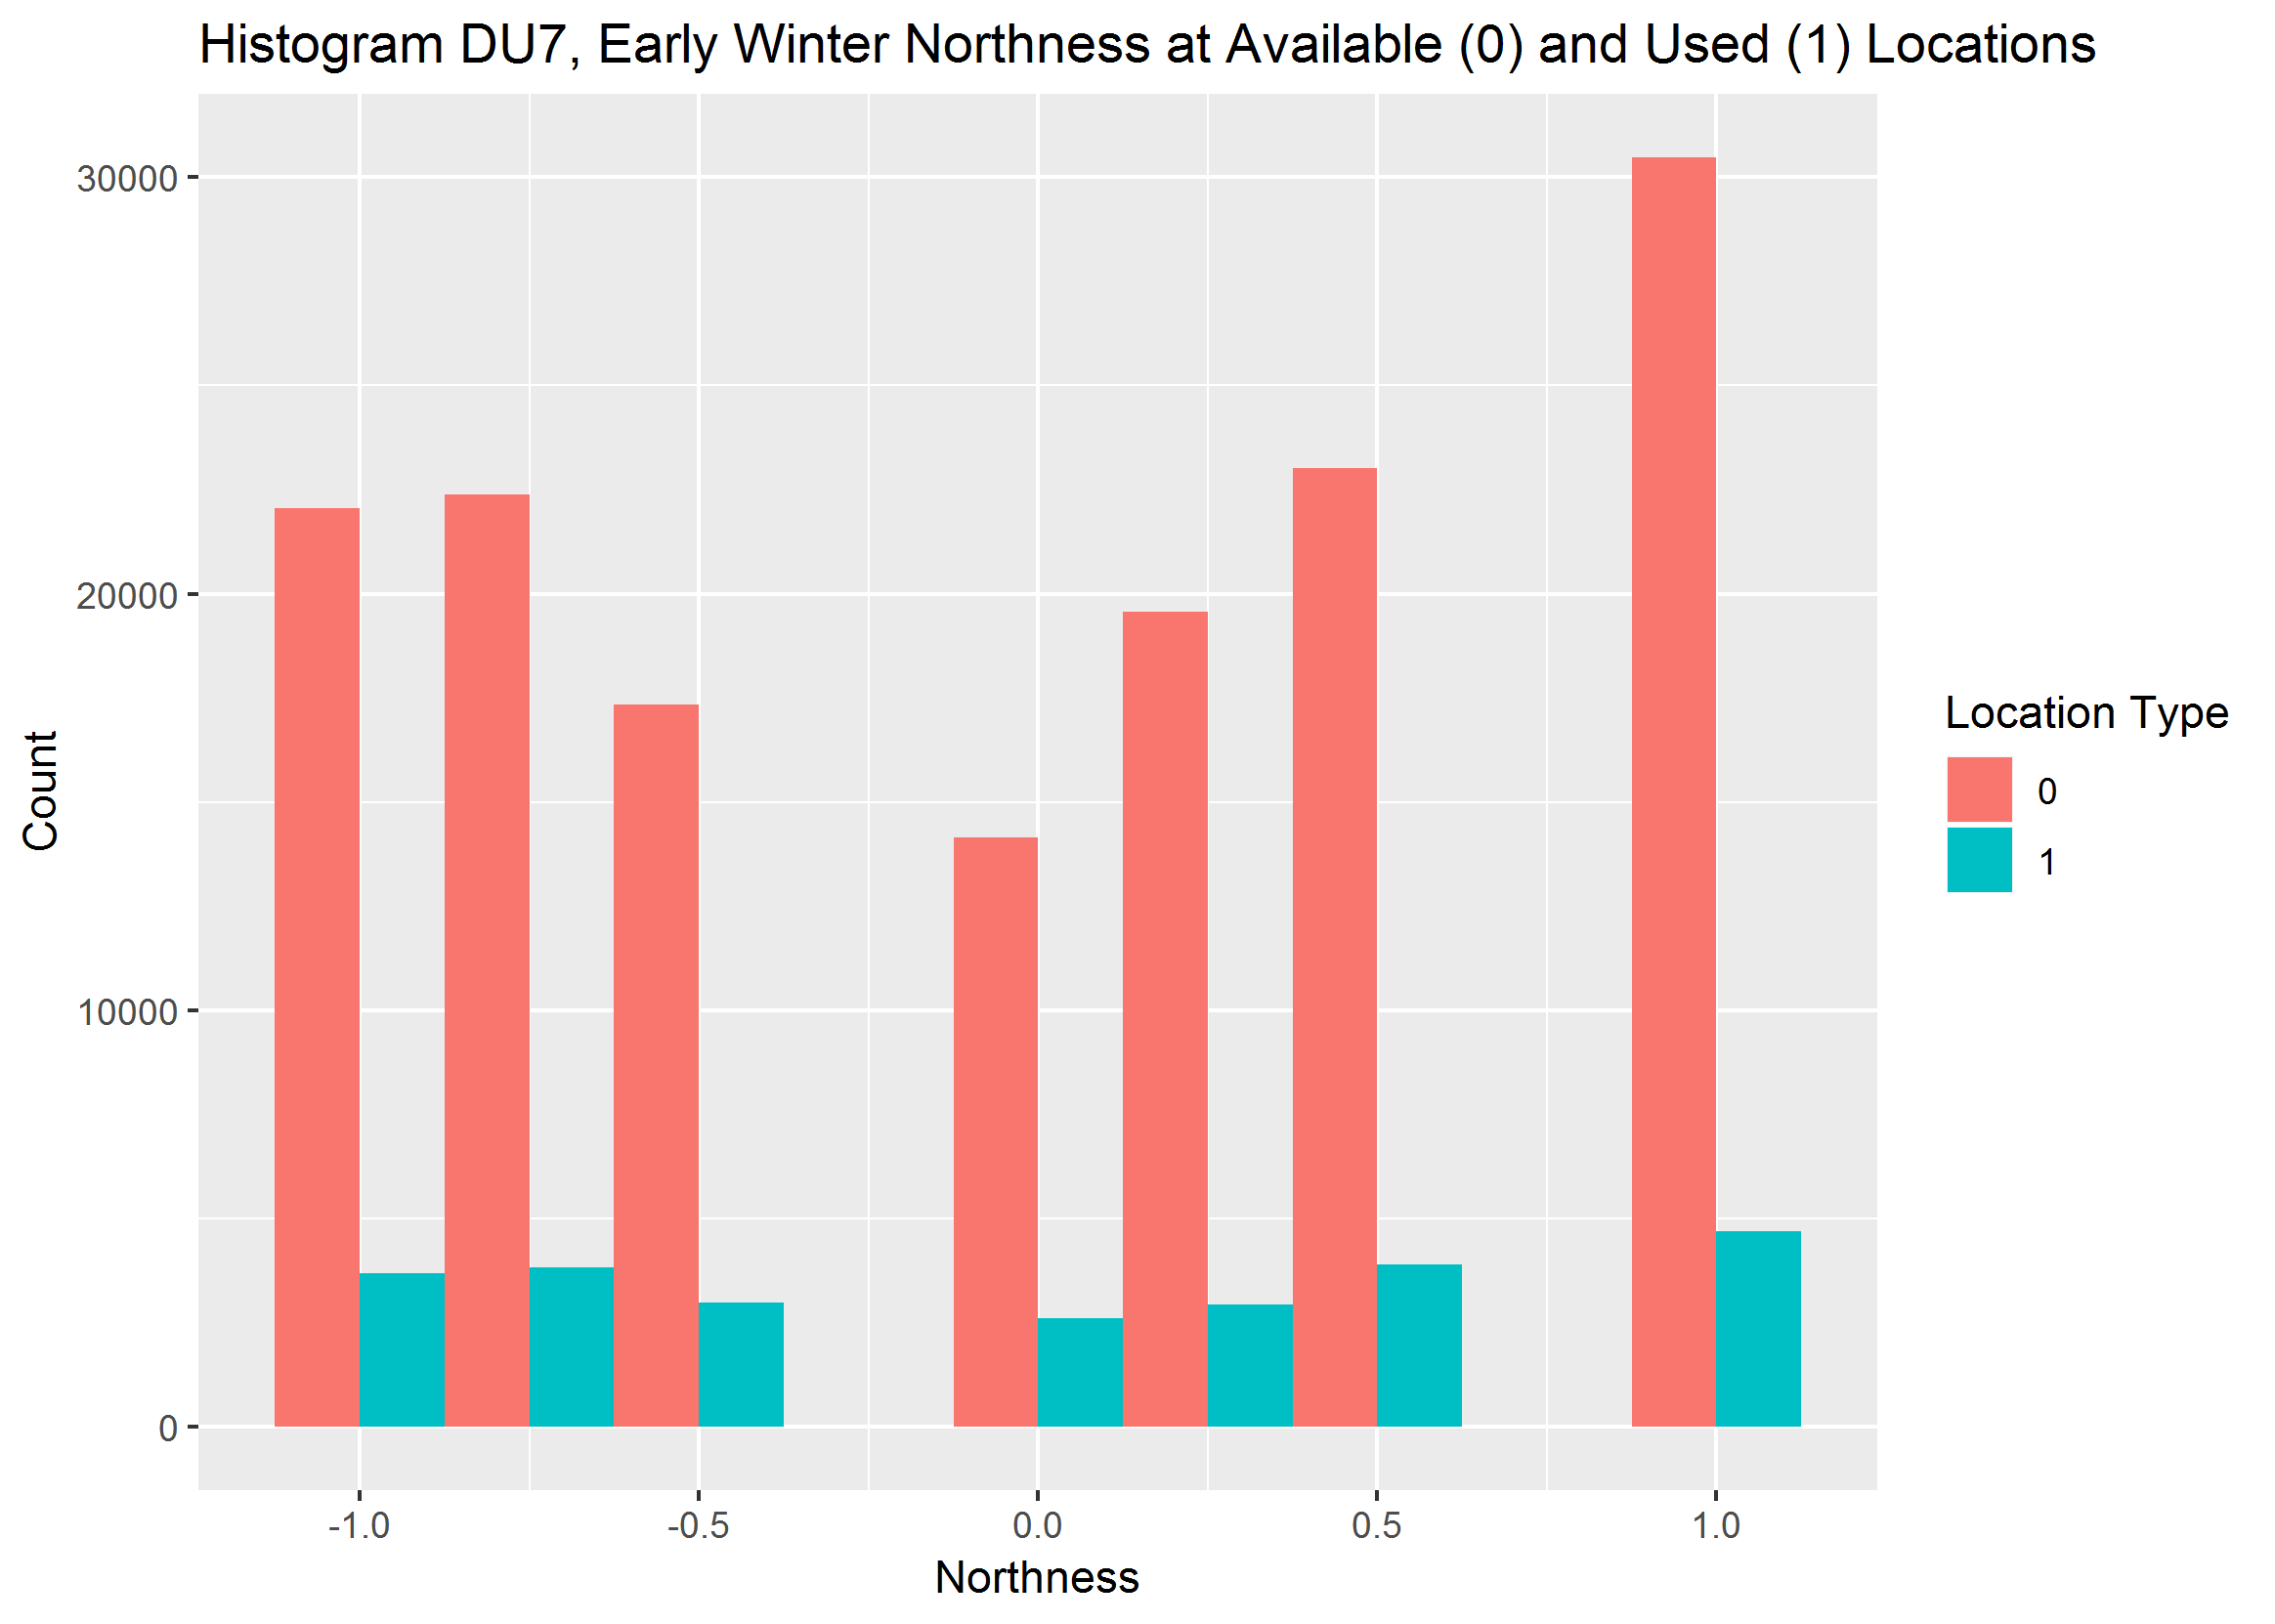 Histogram DU7, Early Winter Northness at Available (0) and Used (1) Locations
30000
20000
10000
0
Count
-1.0 -0.5 0.0 0.5 1.0
Northness
Location Type
0
1